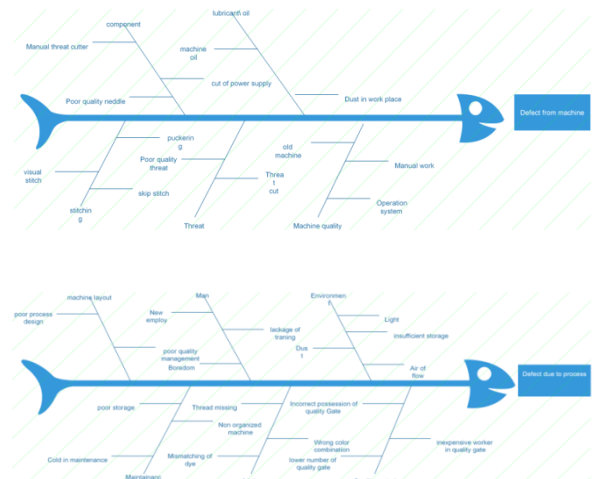 lubricant\ oil
component
Manual threat cutter
machine
oil
cut of power supply
Poor quality neddle
Dust in work place
Defect from machine
puckerin
g
Poor quality
threat
visual
stitch
skip stitch
stitchin
g
Threa
t
cut
Threat
old
machine
Manual work
Operation
system
Machine quality
machine layout
poor process
design
poor quality
management
Man
New
employ
lackage of
traning
Boredom
Environmen
t
Light
insufficient storage
Dus
t
Air of
flow
Defect due to process
poor storage
Cold in maintenance
Thread missing
Non organized
machine
Mismatching of
dye
Incorrect possession of
quality Gate
Wrong color
combination
lower number of
quality gate
inexpensive worker
in quality gate